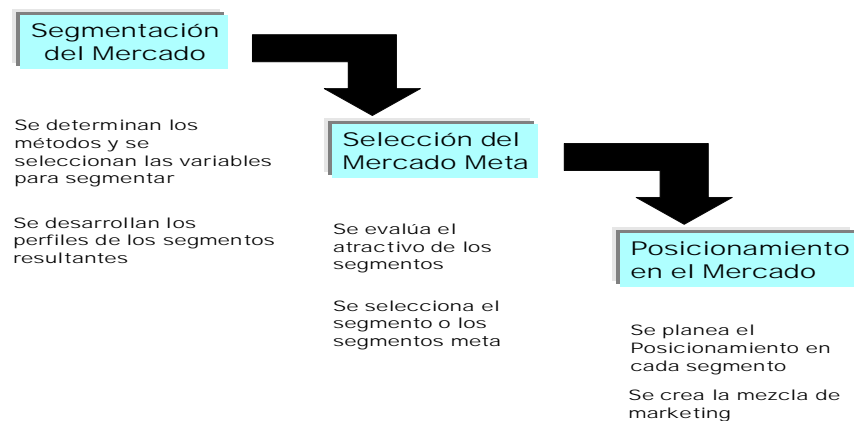 Segmentación
del Mercado
Se determinan los
métodos y se
seleccionan las variables
para segmentar
Se desarrollan los
perfiles de los segmentos
resultantes
Selección del
Mercado Meta
Se evalúa el
atractivo de los
segmentos
Se selecciona el
segmento o los
segmentos meta
Posicionamiento
en el Mercado
Se planea el
Posicionamiento en
cada segmento
Se crea la mezcla de
marketing